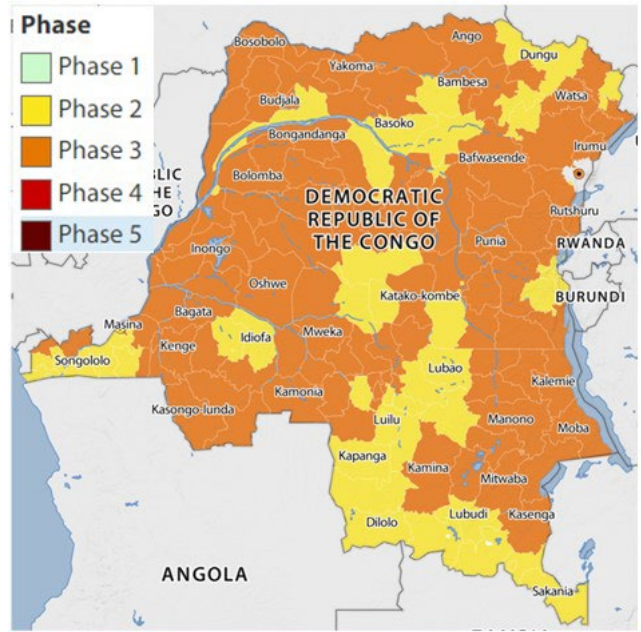 Phase
Phase 1
Phase 2
Phase 3
Phase 4
Phase 5
BLIC
HE
GO
Bosobolo
Ango
Yakoma
Dungu
Bambesa
Watsa
Budjala
Basoko
Bongandanga
Irumu
Bafwasende
Bolomba
DEMOCRATIC
REPUBLIC OF
THE CONGO
Rutshuru
Inongo
Punia
RWANDA
Oshwe
Katako-kombe
BURUNDI
Bagata
Masina
Idiofa
Mweka
Kenge
Songololo
Lubao
Kalemie
Kamonia
Kasongo-lunda
Luilu
Manono
Moba
Kapanga
Kamina
Mitwaba
Dilolo
Lubudi
Kasenga
ANGOLA
Sakania